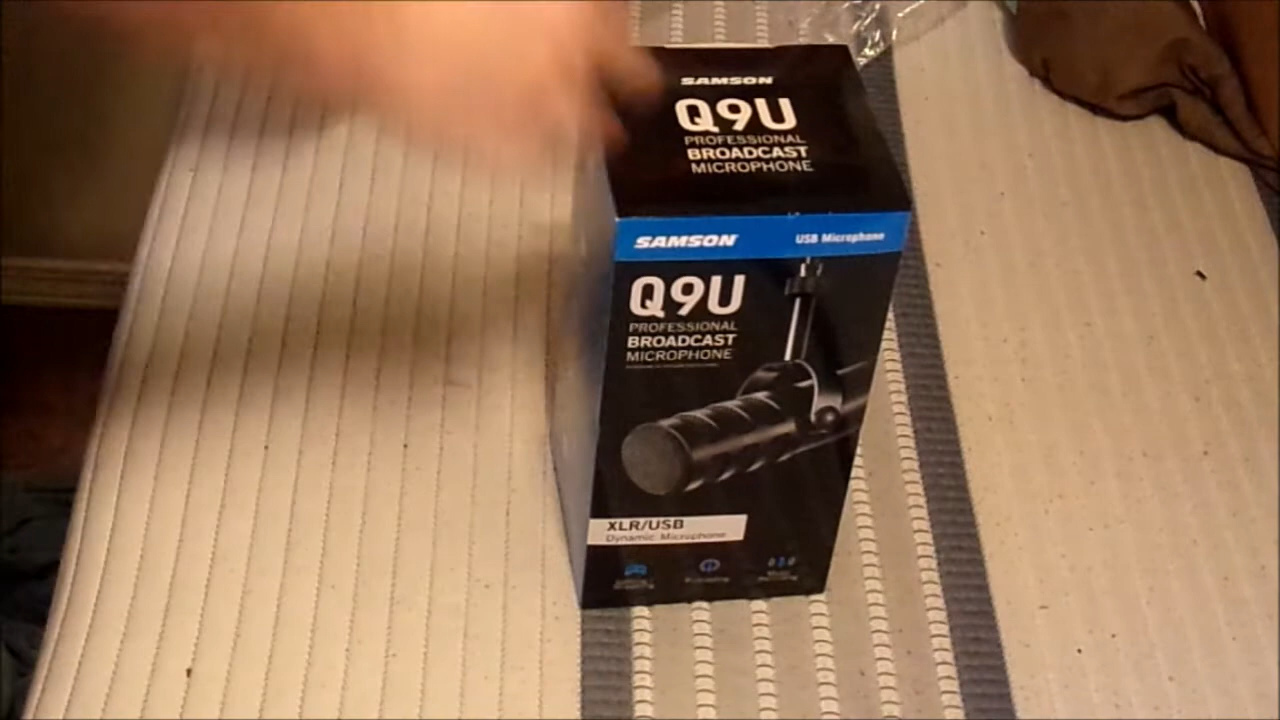 SAMSON
Q9U
PROFESSIONAL
BROADCAST
MICROPHONE
SAMSON USB Microphone
Q9U
PROFESSIONAL
BROADCAST
MICROPHONE
XLR/USB
Dynamic Microphone